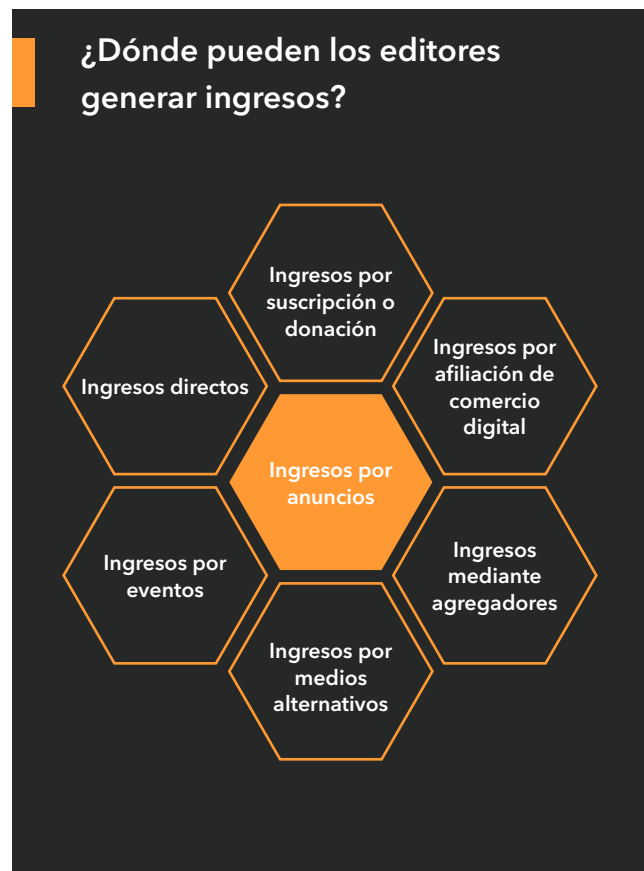 ¿Dónde pueden los editores
generar ingresos?
Ingresos por
suscripción o
donación
Ingresos por
afiliación de
comercio
digital
Ingresos directos
Ingresos por
anuncios
Ingresos
mediante
agregadores
Ingresos por
eventos
Ingresos por
medios
alternativos